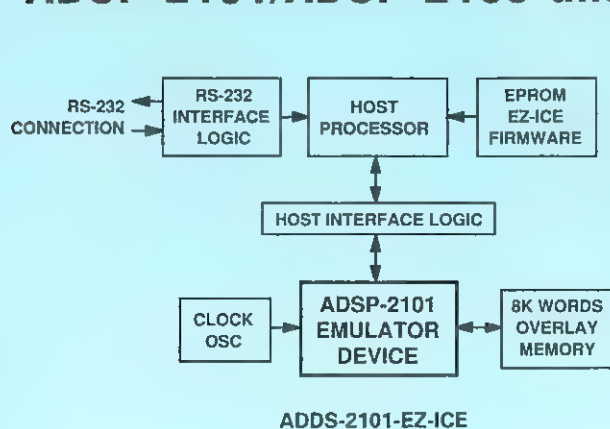 RS-232
CONNECTION
RS-232
INTERFACE
LOGIC
HOST
PROCESSOR
EPROM
EZ-ICE
FIRMWARE
HOST INTERFACE LOGIC
CLOCK
OSC
ADSP-2101
EMULATOR
DEVICE
8K WORDS
OVERLAY
MEMORY
ADDS-2101-EZ-ICE